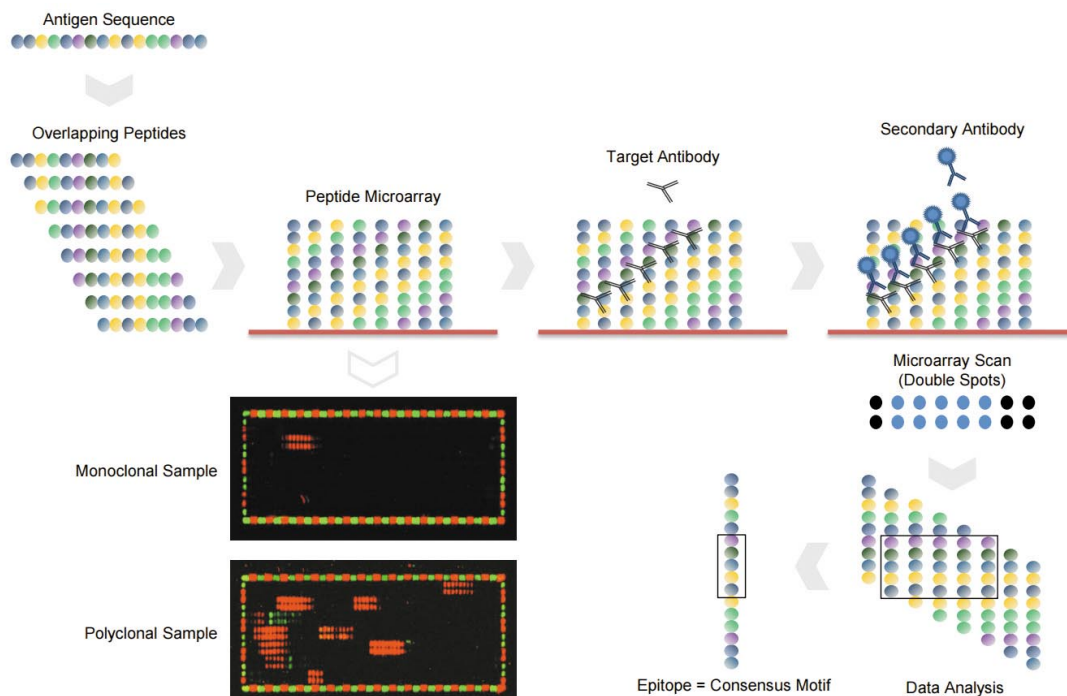 Antigen Sequence
Overlapping Peptides
Peptide Microarray
Target Antibody
Secondary Antibody
Microarray Scan
(Double Spots)
Monoclonal Sample
Polyclonal Sample
Epitope = Consensus Motif
Data Analysis